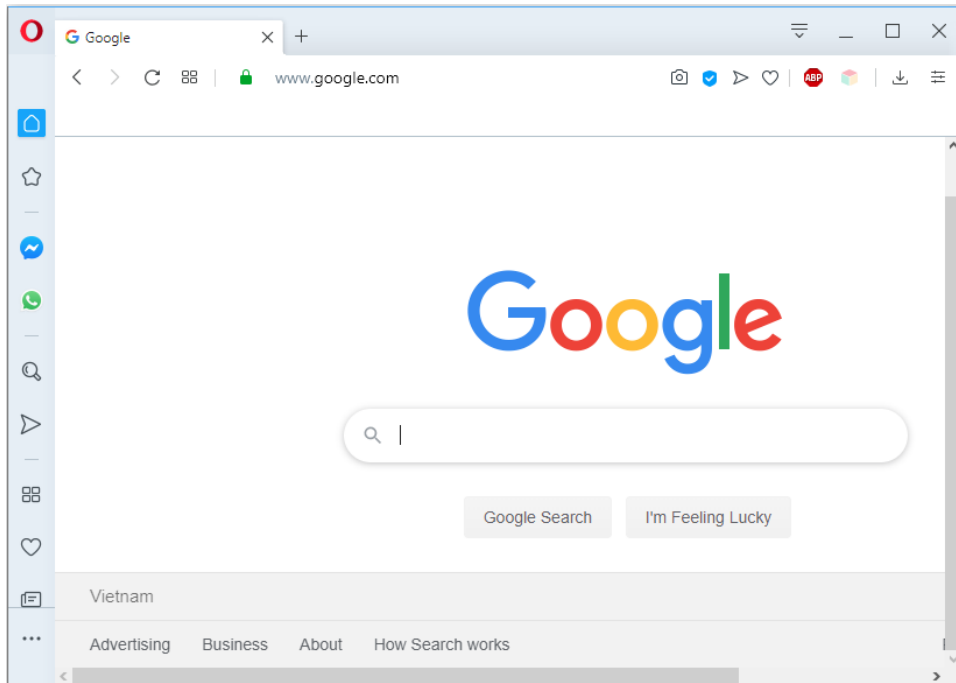 Google
www.google.com
ABP
Google
Google Search I'm Feeling Lucky
Vietnam
Advertising Business About How Search works